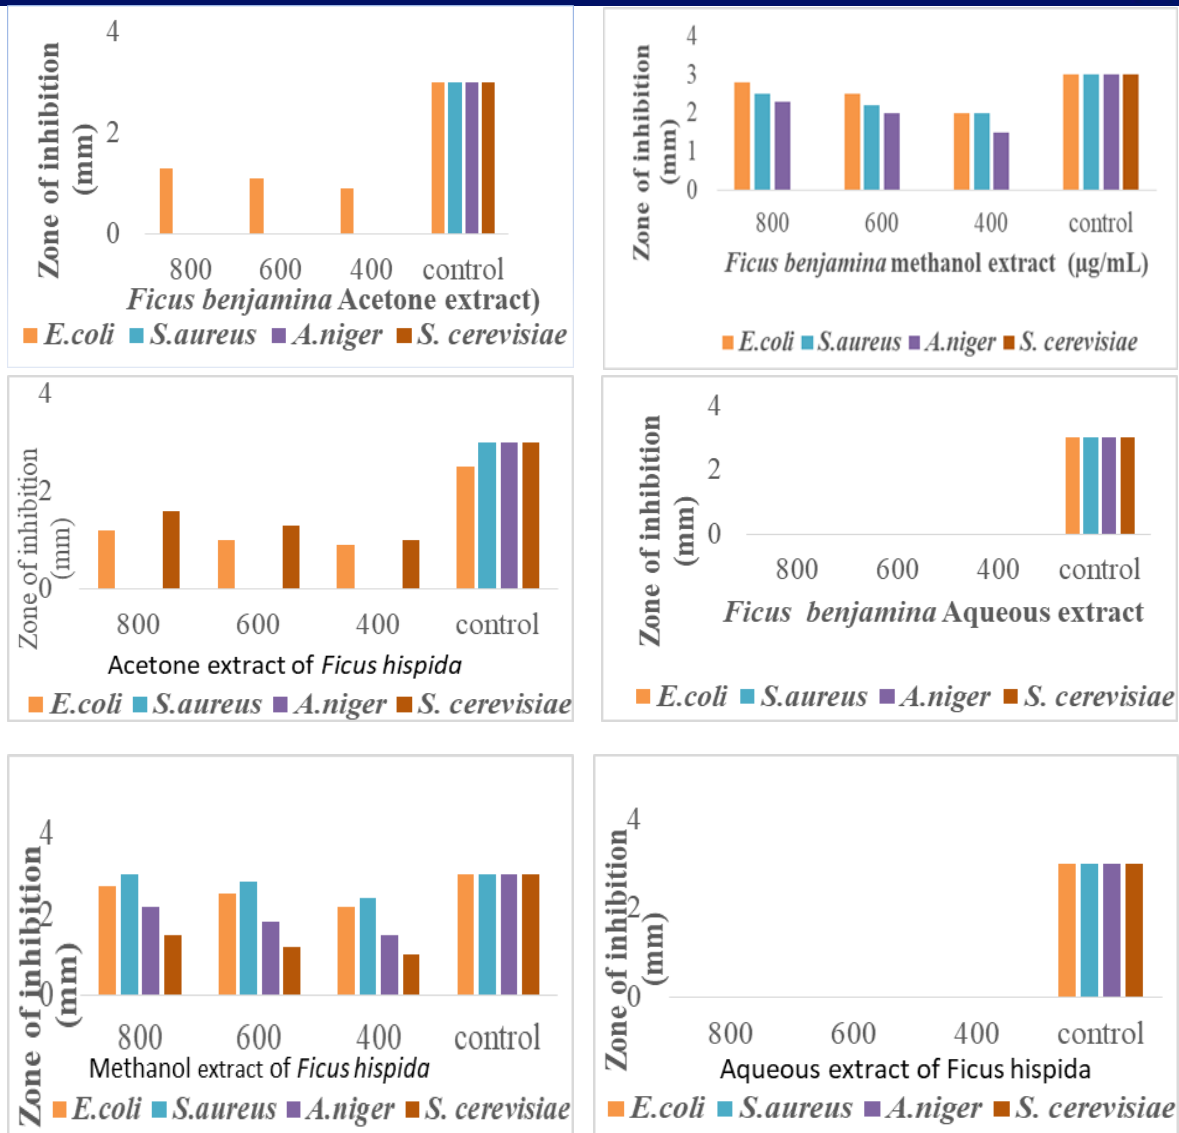 Zone of inhibition
(mm)
4
2
0
800 600 400 control
Ficus benjamina Acetone extract)
E.coli S.aureus A.niger S. cerevisiae
Zone of inhibition
(mm)
4
3
2
1
0
800 600 400 control
Ficus benjamina methanol extract (µg/mL)
E.coli S.aureus A.niger S. cerevisiae
Zone of inhibition
(mm)
4
2
0
800 600 400 control
Acetone extract of Ficus hispida
E.coli S.aureus A.niger S. cerevisiae
Zone of inhibition
(mm)
4
2
0
800 600 400 control
Ficus benjamina Aqueous extract
E.coli S.aureus A.niger S. cerevisiae
Zone of inhibition
(mm)
4
2
0
800 600 400 control
Methanol extract of Ficus hispida
E.coli S.aureus A.niger S. cerevisiae
Zone of inhibition
(mm)
4
2
0
800 600 400 control
Aqueous extract of Ficus hispida
E.coli S.aureus A.niger S. cerevisiae